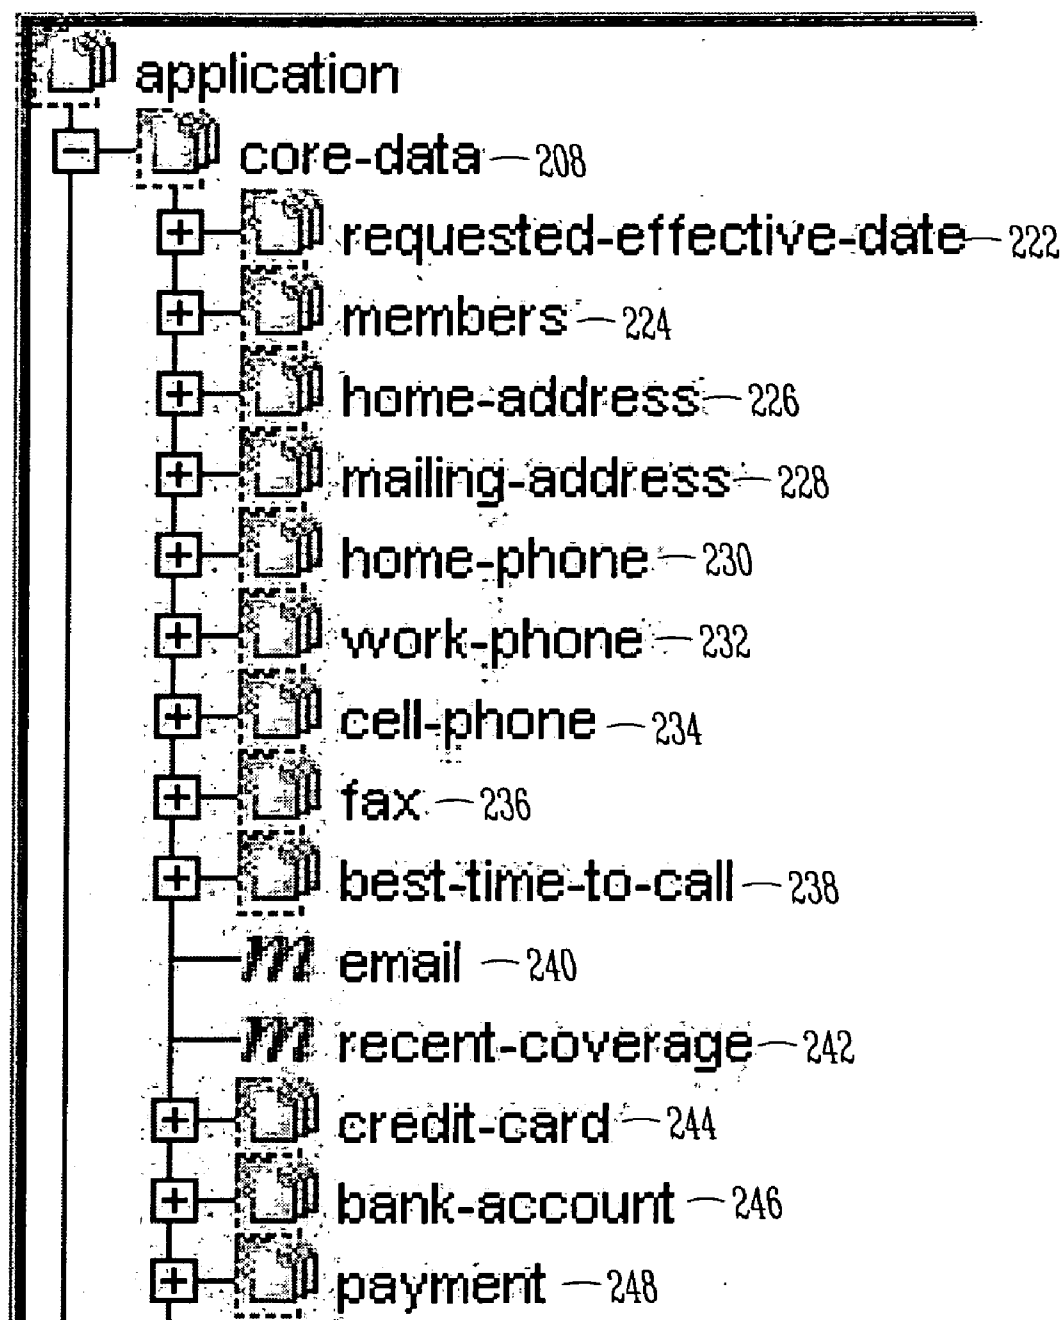 application
core-data 208
requested-effective-date 222
members 224
home-address 226
mailing-address 228
home-phone 230
work-phone 232
cell-phone 234
fax 236
best-time-to-call 238
m email 240
m recent-coverage 242
credit-card 244
bank-account 246
payment 248